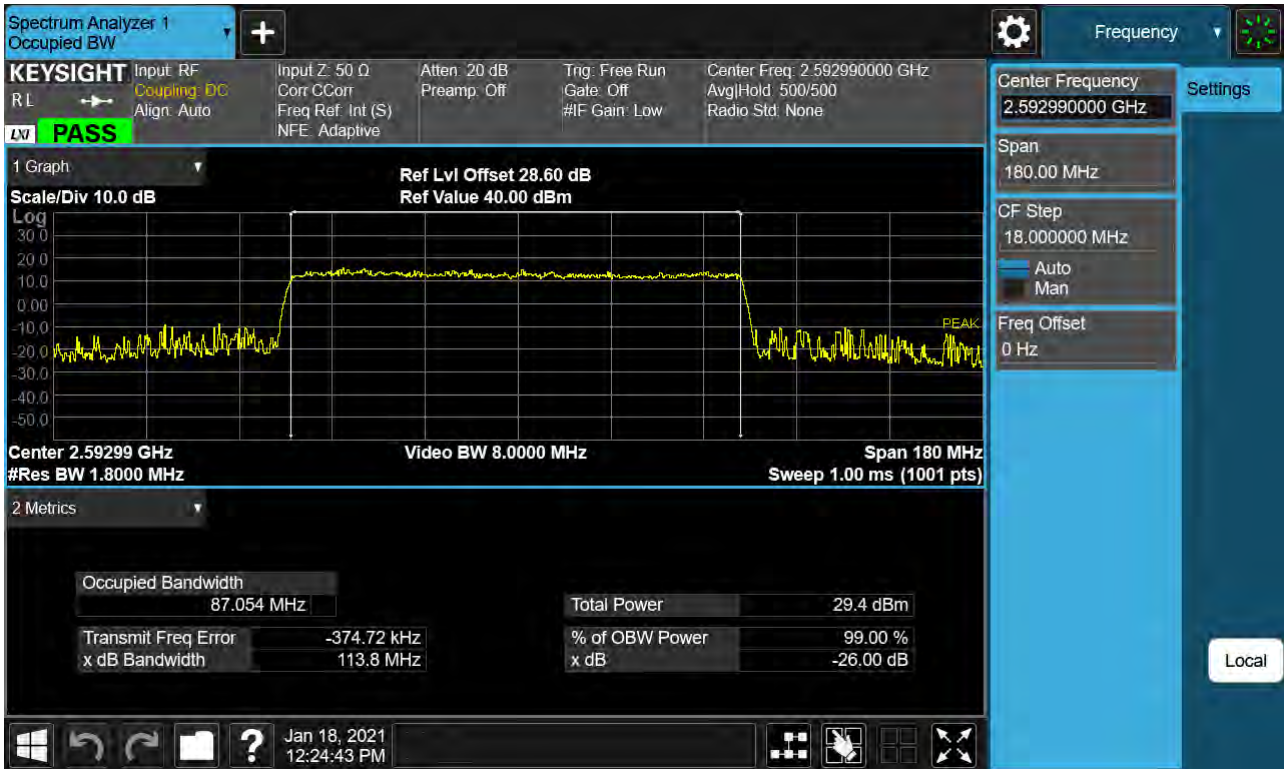 Spectrum Analyzer 1
Occupied BW
Frequency
KEYSIGHT
RL
LXI
PASS
Input: RF
Coupling: DC
Align: Auto
Input Z: 50 Ω
Corr CCorr
Freq Ref: Int (S)
NFE: Adaptive
Atten: 20 dB
Preamp: Off
Trig: Free Run
Gate: Off
#IF Gain: Low
Center Freq: 2.592990000 GHz
Avg|Hold: 500/500
Radio Std: None
Center Frequency
2.592990000 GHz
Settings
Span
180.00 MHz
CF Step
18.000000 MHz
Auto
Man
Freq Offset
0 Hz
Local
1 Graph
Scale/Div 10.0 dB
Ref Lvl Offset 28.60 dB
Ref Value 40.00 dBm
Log
30.0
20.0
10.0
0.00
-10.0
-20.0
-30.0
-40.0
-50.0
PEAK
Center 2.59299 GHz
Video BW 8.0000 MHz
Span 180 MHz
#Res BW 1.8000 MHz
Sweep 1.00 ms (1001 pts)
2 Metrics
Occupied Bandwidth
87.054 MHz
Total Power 29.4 dBm
Transmit Freq Error -374.72 kHz
% of OBW Power 99.00 %
x dB Bandwidth 113.8 MHz
x dB -26.00 dB
Jan 18, 2021
12:24:43 PM